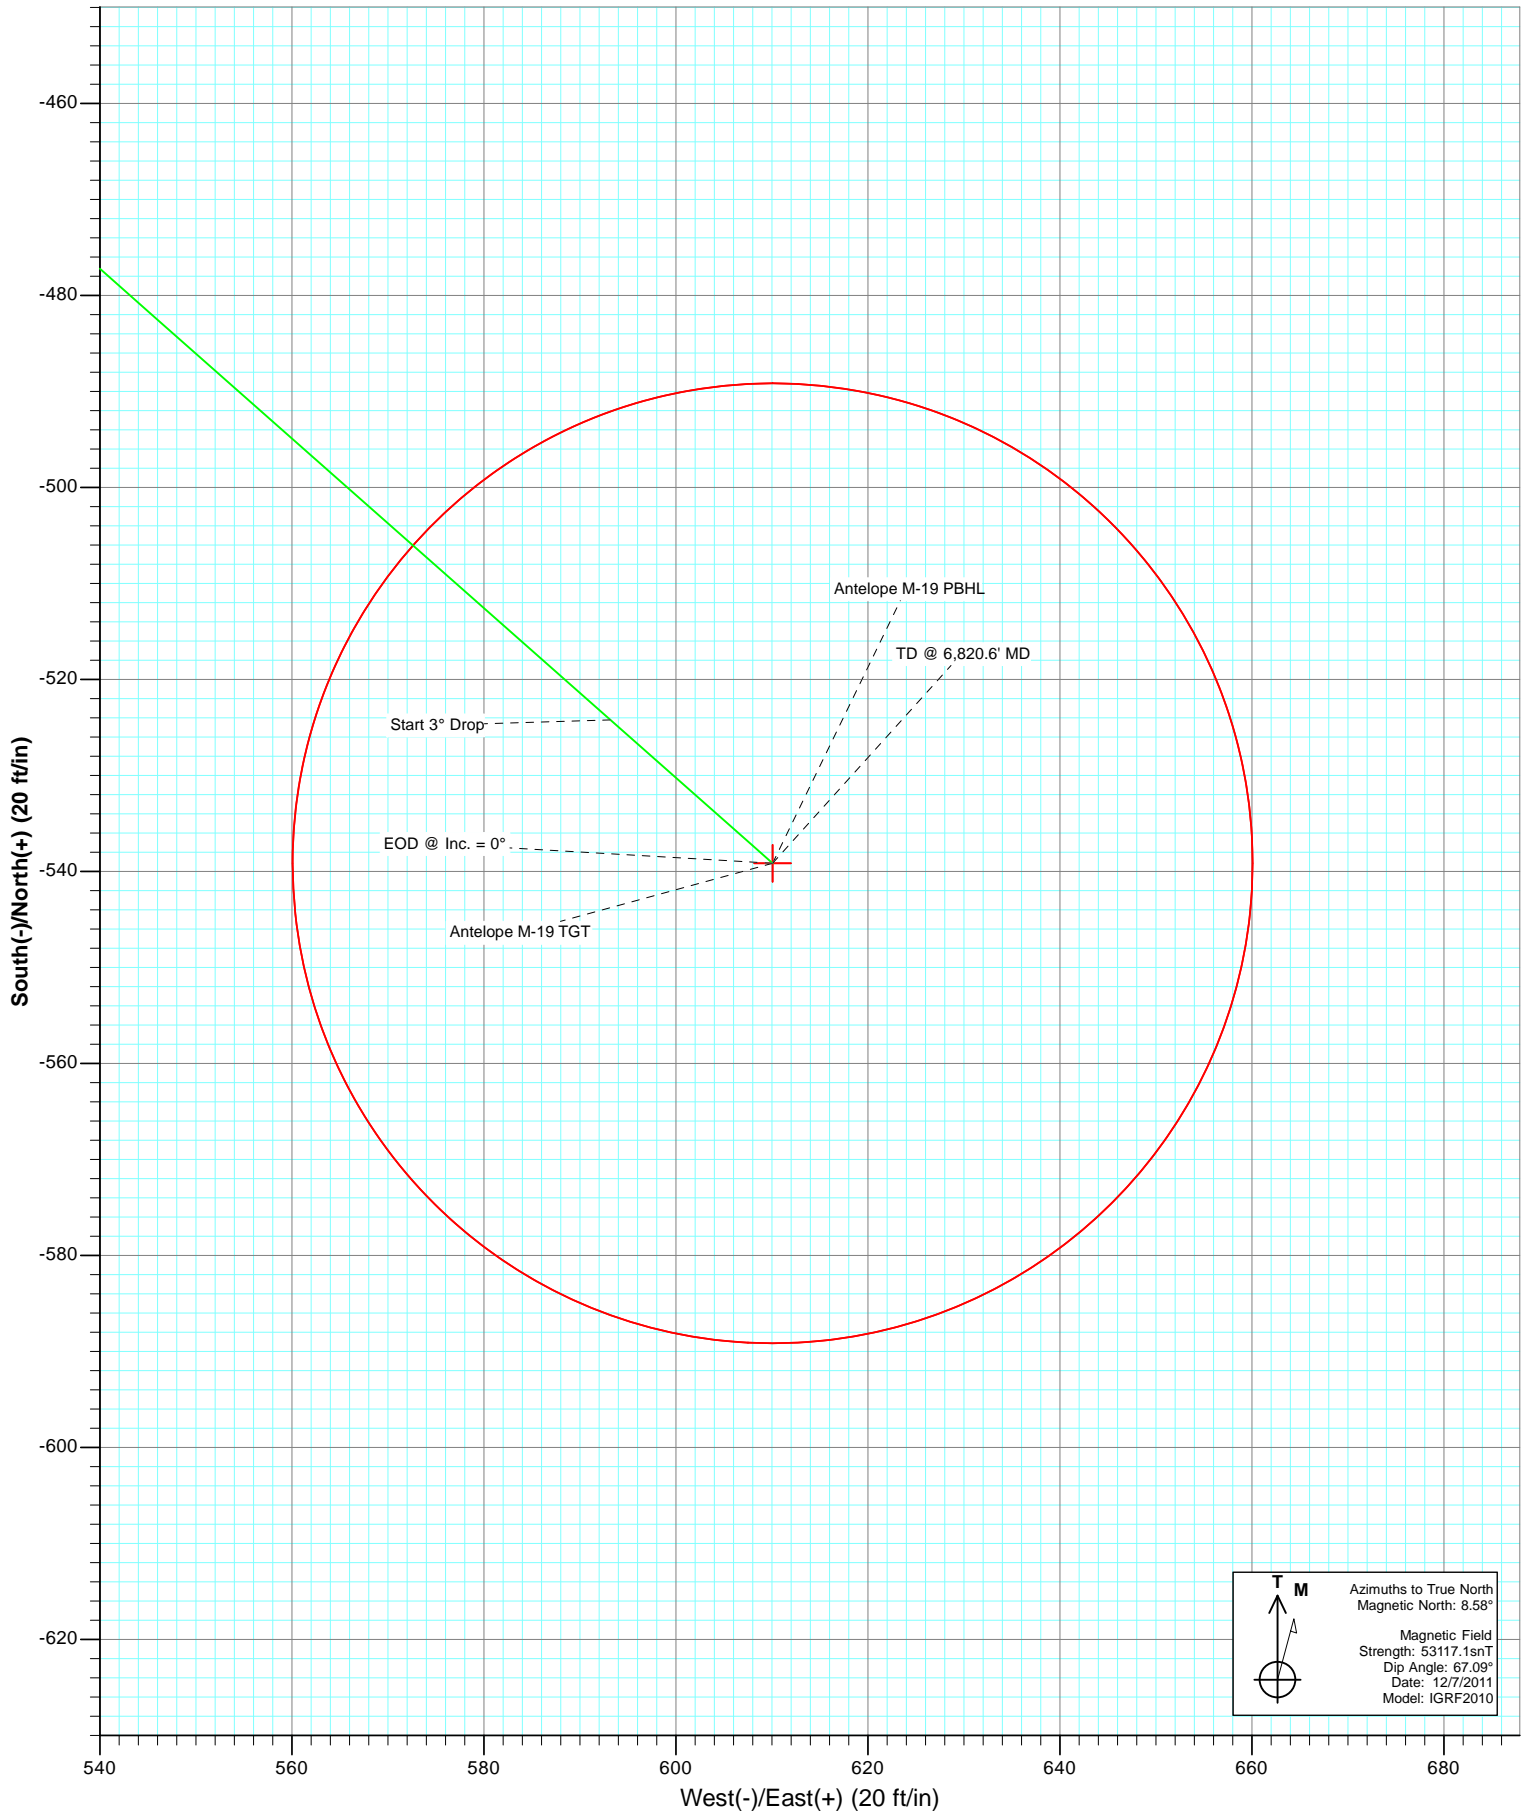 -460
-480
-500
-520
-540
-560
-580
-600
-620
South(-)/North(+) (20 ft/in)
Antelope M-19 PBHL
TD @ 6,820.6' MD
Start 3° Drop
EOD @ Inc. = 0°
Antelope M-19 TGT
T
M
Azimuths to True North
Magnetic North: 8.58°
Magnetic Field
Strength: 53117.1snT
Dip Angle: 67.09°
Date: 12/7/2011
Model: IGRF2010
540 560 580 600 620 640 660 680
West(-)/East(+) (20 ft/in)